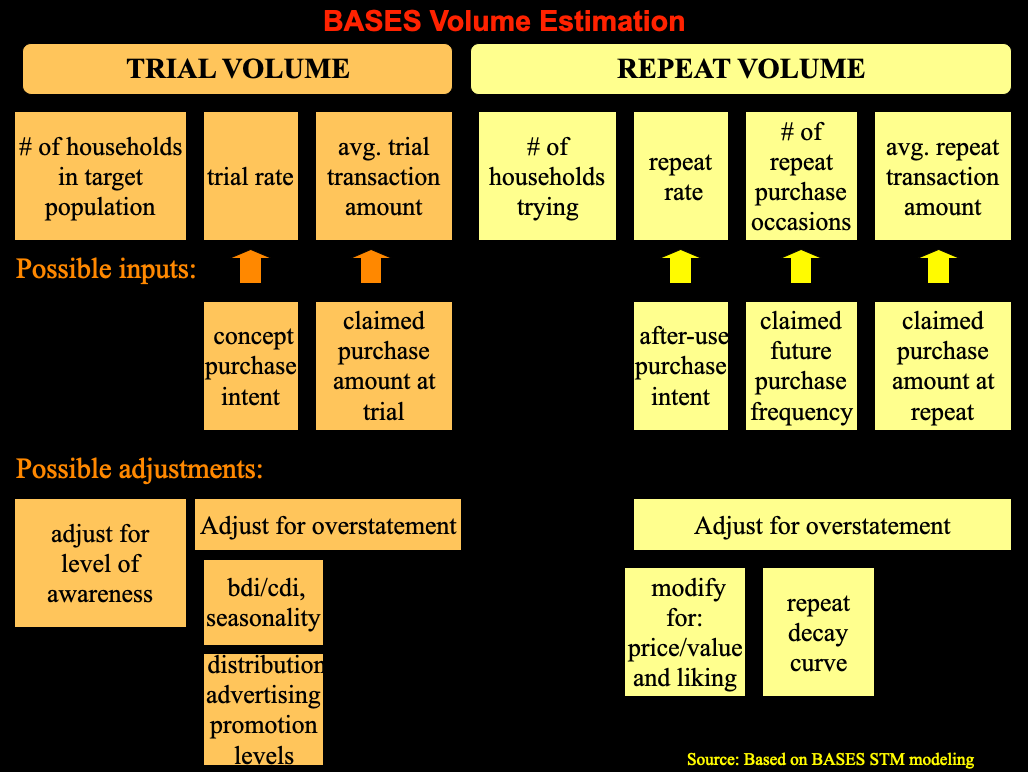 BASES Volume Estimation
TRIAL VOLUME
REPEAT VOLUME
# of households
in target
population
trial rate
avg. trial
transaction
amount
# of
households
trying
repeat
rate
# of
repeat
purchase
occasions
avg. repeat
transaction
amount
Possible inputs:
concept
purchase
intent
claimed
purchase
amount at
trial
after-use
purchase
intent
claimed
future
purchase
frequency
claimed
purchase
amount at
repeat
Possible adjustments:
adjust for
level of
awareness
Adjust for overstatement
bdi/cdi,
seasonality
distribution
advertising
promotion
levels
Adjust for overstatement
modify
for:
price/value
and liking
repeat
decay
curve
Source: Based on BASES STM modeling